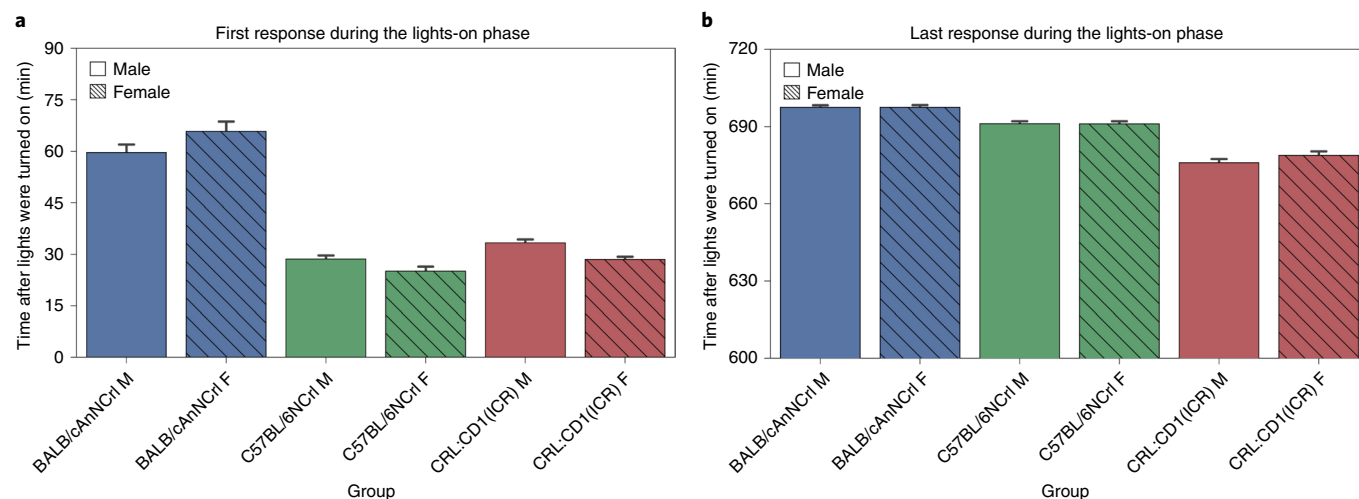 a
First response during the lights-on phase
Time after lights were turned on (min)
90
75
60
45
30
15
0
Male
Female
BALB/cAnNCrl M
BALB/cAnNCrl F
C57BL/6NCrl M
C57BL/6NCrl F
CRL:CD1(ICR) M
CRL:CD1(ICR) F
Group
b
Last response during the lights-on phase
Time after lights were turned on (min)
720
690
660
630
600
Male
Female
BALB/cAnNCrl M
BALB/cAnNCrl F
C57BL/6NCrl M
C57BL/6NCrl F
CRL:CD1(ICR) M
CRL:CD1(ICR) F
Group